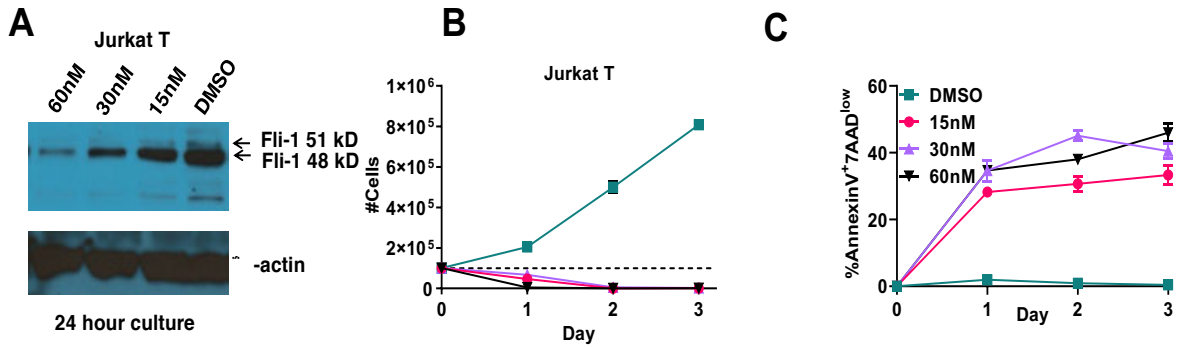 A
Jurkat T
60nM 30nM 15nM DMSO
Fli-1 51 kD
Fli-1 48 kD
-actin
24 hour culture
B
Jurkat T
1×10⁶
8×10⁵
6×10⁵
4×10⁵
2×10⁵
0
#Cells
0 1 2 3
Day
C
60
40
20
0
%AnnexinV⁺7AADˡᵒʷ
DMSO
15nM
30nM
60nM
0 1 2 3
Day